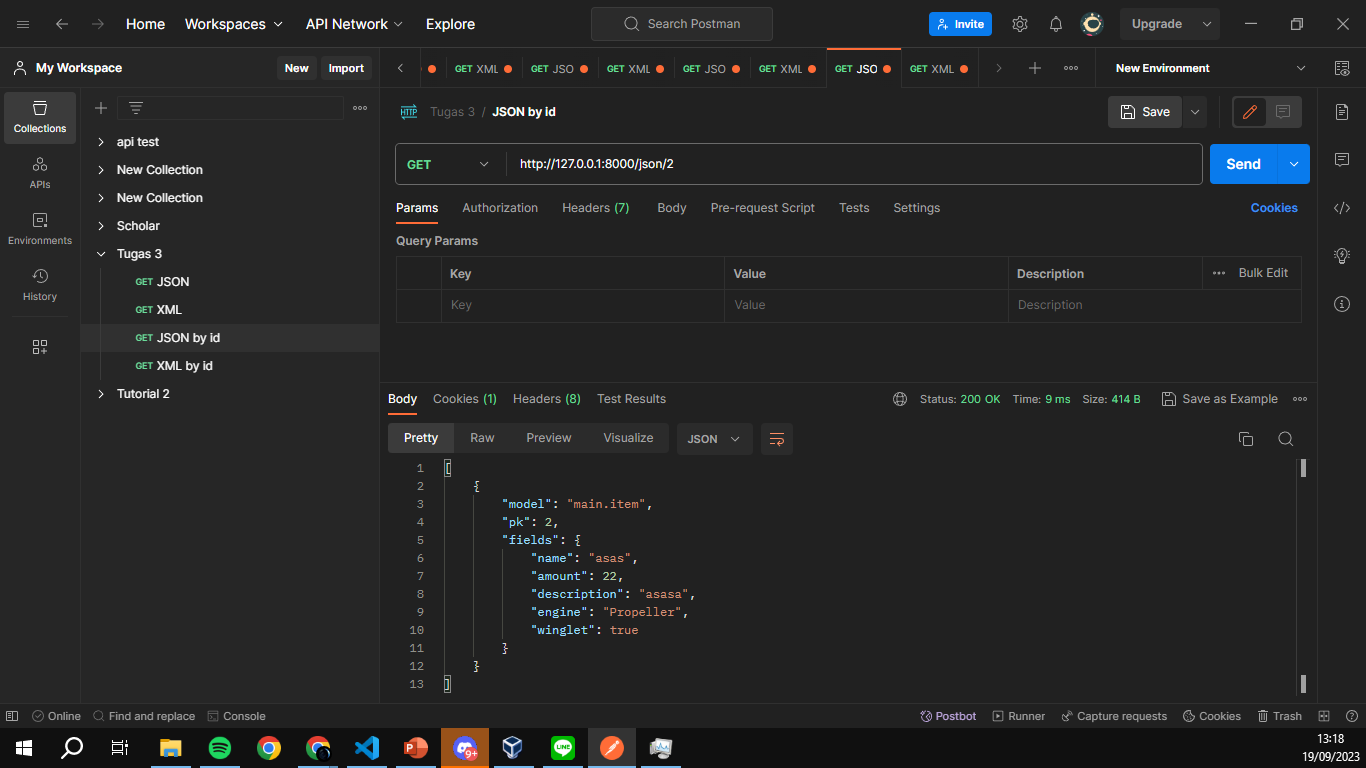 Home Workspaces API Network Explore Search Postman Invite Upgrade
My Workspace New Import XML JSO XML JSO XML JSO XML New Environment
Collections
APIs
Environments
History
api test
New Collection
New Collection
Scholar
Tugas 3
GET JSON
GET XML
GET JSON by id
GET XML by id
Tutorial 2
HTTP Tugas 3 / JSON by id Save
GET http://127.0.0.1:8000/json/2 Send
Params Authorization Headers (7) Body Pre-request Script Tests Settings Cookies
Query Params
Key Value Description Bulk Edit
Key Value Description
Body Cookies (1) Headers (8) Test Results Status: 200 OK Time: 9 ms Size: 414 B Save as Example
Pretty Raw Preview Visualize JSON
1 [
2 {
3 "model": "main.item",
4 "pk": 2,
5 "fields": {
6 "name": "asas",
7 "amount": 22,
8 "description": "asasa",
9 "engine": "Propeller",
10 "winglet": true
11 }
12 }
13 ]
Online Find and replace Console Postbot Runner Capture requests Cookies Trash
9+ LINE 13:18
19/09/2023